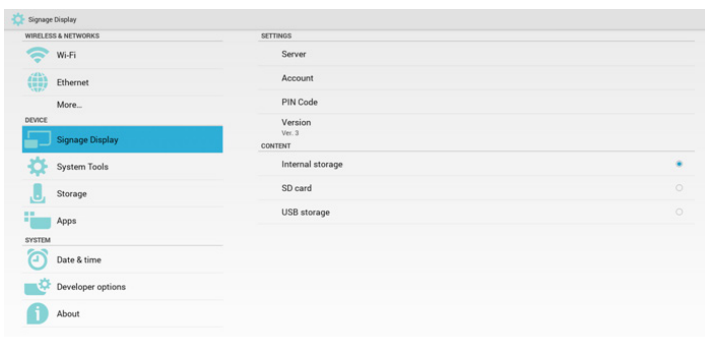 Signage Display
WIRELESS & NETWORKS
Wi-Fi
Ethernet
More...
DEVICE
Signage Display
System Tools
Storage
Apps
SYSTEM
Date & time
Developer options
About
SETTINGS
Server
Account
PIN Code
Version
Ver. 3
CONTENT
Internal storage
SD card
USB storage